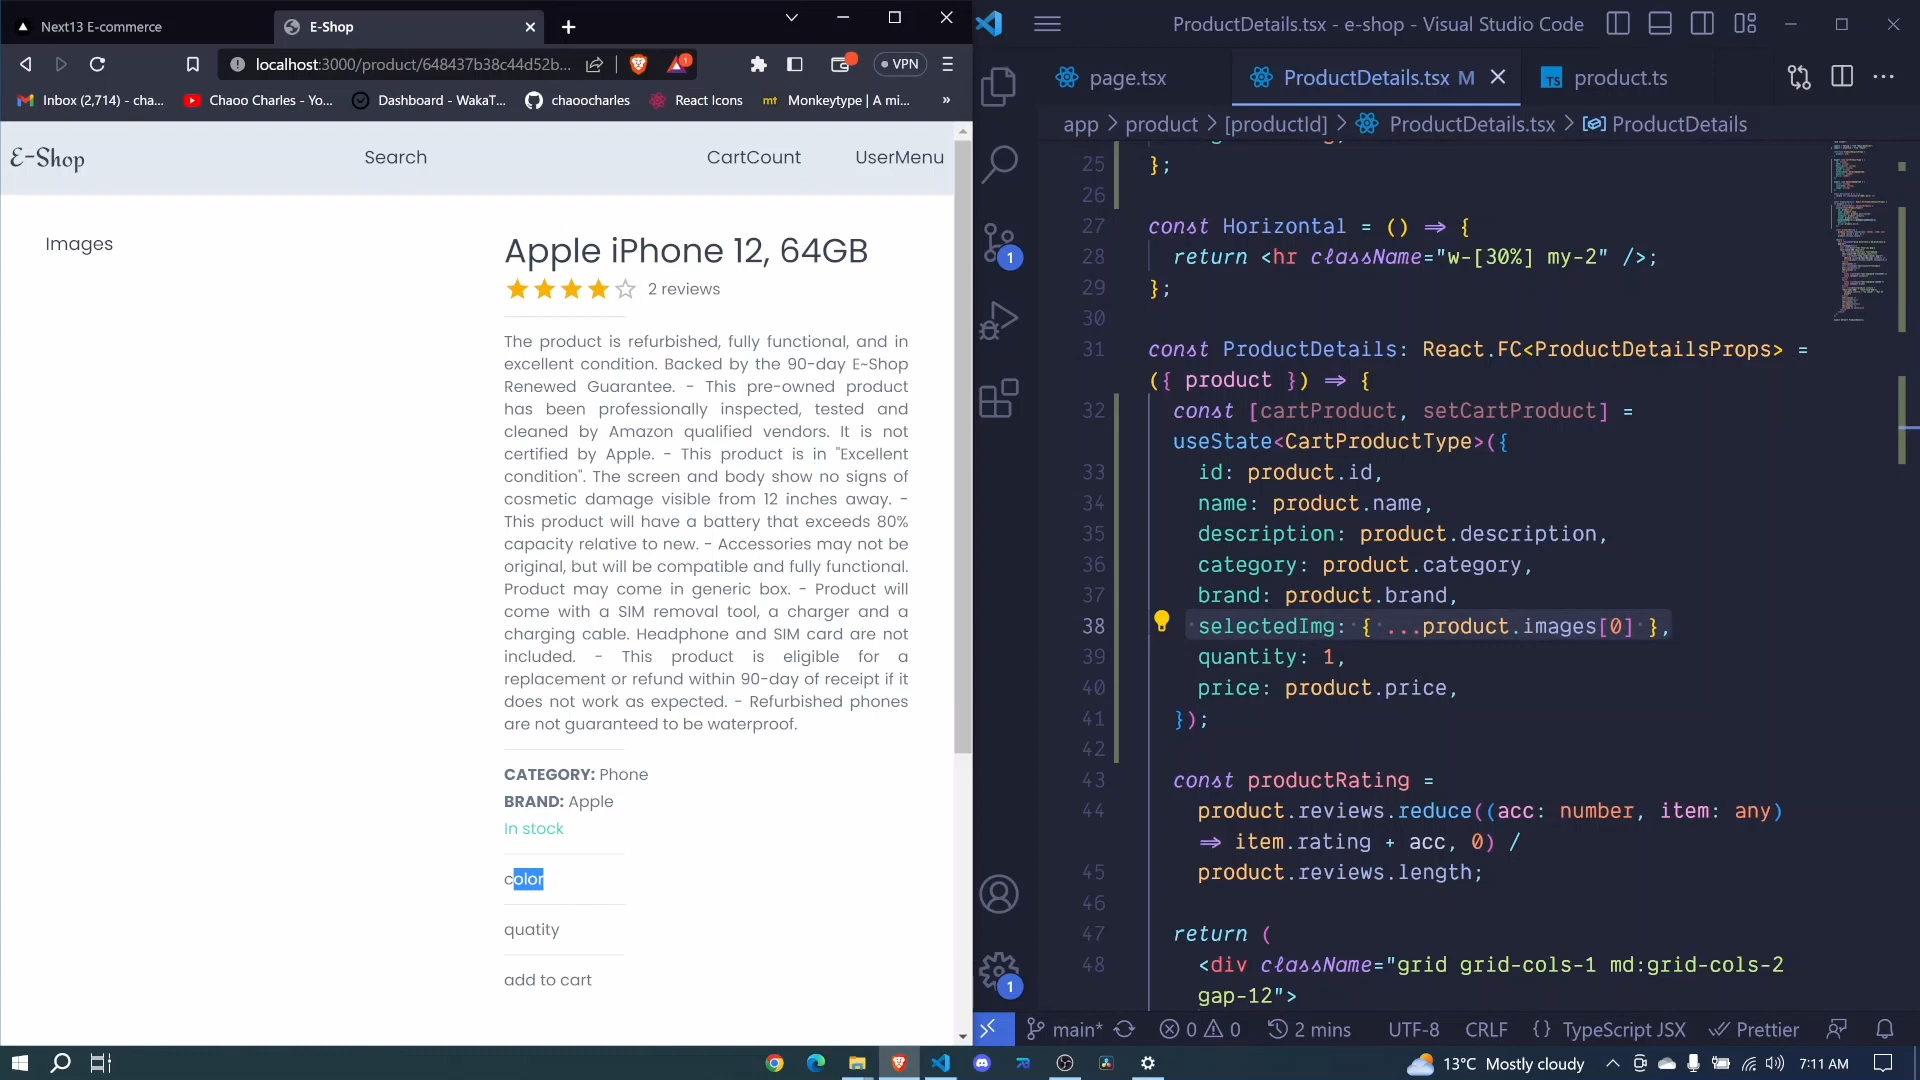 Next13 E-commerce
E-Shop
localhost:3000/product/648437b38c44d52b...
1
VPN
Inbox (2,714) - cha...
Chaoo Charles - Yo...
Dashboard - WakaT...
chaoocharles
React Icons
mt Monkeytype | A mi...
»
E~Shop
Search
CartCount
UserMenu
Images
Apple iPhone 12, 64GB
2 reviews
The product is refurbished, fully functional, and in
excellent condition. Backed by the 90-day E~Shop
Renewed Guarantee. - This pre-owned product
has been professionally inspected, tested and
cleaned by Amazon qualified vendors. It is not
certified by Apple. - This product is in "Excellent
condition". The screen and body show no signs of
cosmetic damage visible from 12 inches away. -
This product will have a battery that exceeds 80%
capacity relative to new. - Accessories may not be
original, but will be compatible and fully functional.
Product may come in generic box. - Product will
come with a SIM removal tool, a charger and a
charging cable. Headphone and SIM card are not
included. - This product is eligible for a
replacement or refund within 90-day of receipt if it
does not work as expected. - Refurbished phones
are not guaranteed to be waterproof.
CATEGORY: Phone
BRAND: Apple
In stock
color
quatity
add to cart
ProductDetails.tsx - e-shop - Visual Studio Code
page.tsx
ProductDetails.tsx M
TS product.ts
app > product > [productId] > ProductDetails.tsx > ProductDetails
1
1
25 };
26
27 const Horizontal = () => {
28 return <hr className="w-[30%] my-2" />;
29 };
30
31 const ProductDetails: React.FC<ProductDetailsProps> =
({ product }) => {
32 const [cartProduct, setCartProduct] =
useState<CartProductType>({
33 id: product.id,
34 name: product.name,
35 description: product.description,
36 category: product.category,
37 brand: product.brand,
38 selectedImg: { ...product.images[0] },
39 quantity: 1,
40 price: product.price,
41 });
42
43 const productRating =
44 product.reviews.reduce((acc: number, item: any)
=> item.rating + acc, 0) /
45 product.reviews.length;
46
47 return (
48 <div className="grid grid-cols-1 md:grid-cols-2
gap-12">
main*
0
0
2 mins
UTF-8
CRLF
{} TypeScript JSX
Prettier
13°C Mostly cloudy
7:11 AM